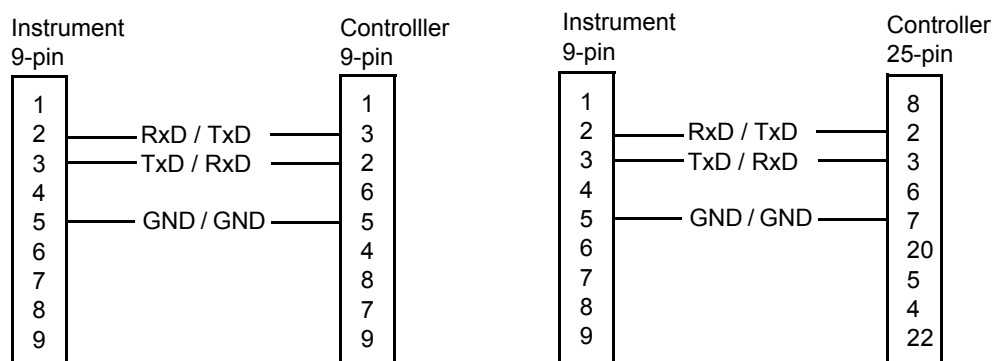 Instrument
9-pin
Controlller
9-pin
1
1
2
RxD / TxD
3
3
TxD / RxD
2
4
6
5
GND / GND
5
6
4
7
8
8
7
9
9
Instrument
9-pin
Controller
25-pin
1
8
2
RxD / TxD
2
3
TxD / RxD
3
4
6
5
GND / GND
7
6
20
7
5
8
4
9
22